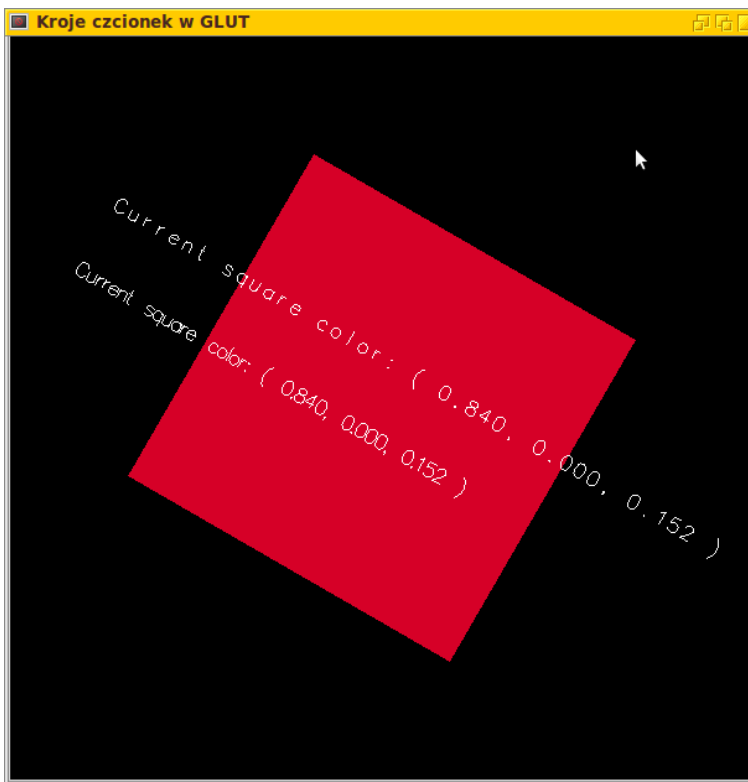 Kroje czcionek w GLUT
Current square color: ( 0.840, 0.000, 0.152 )
Current square color: ( 0.840, 0.000, 0.152 )